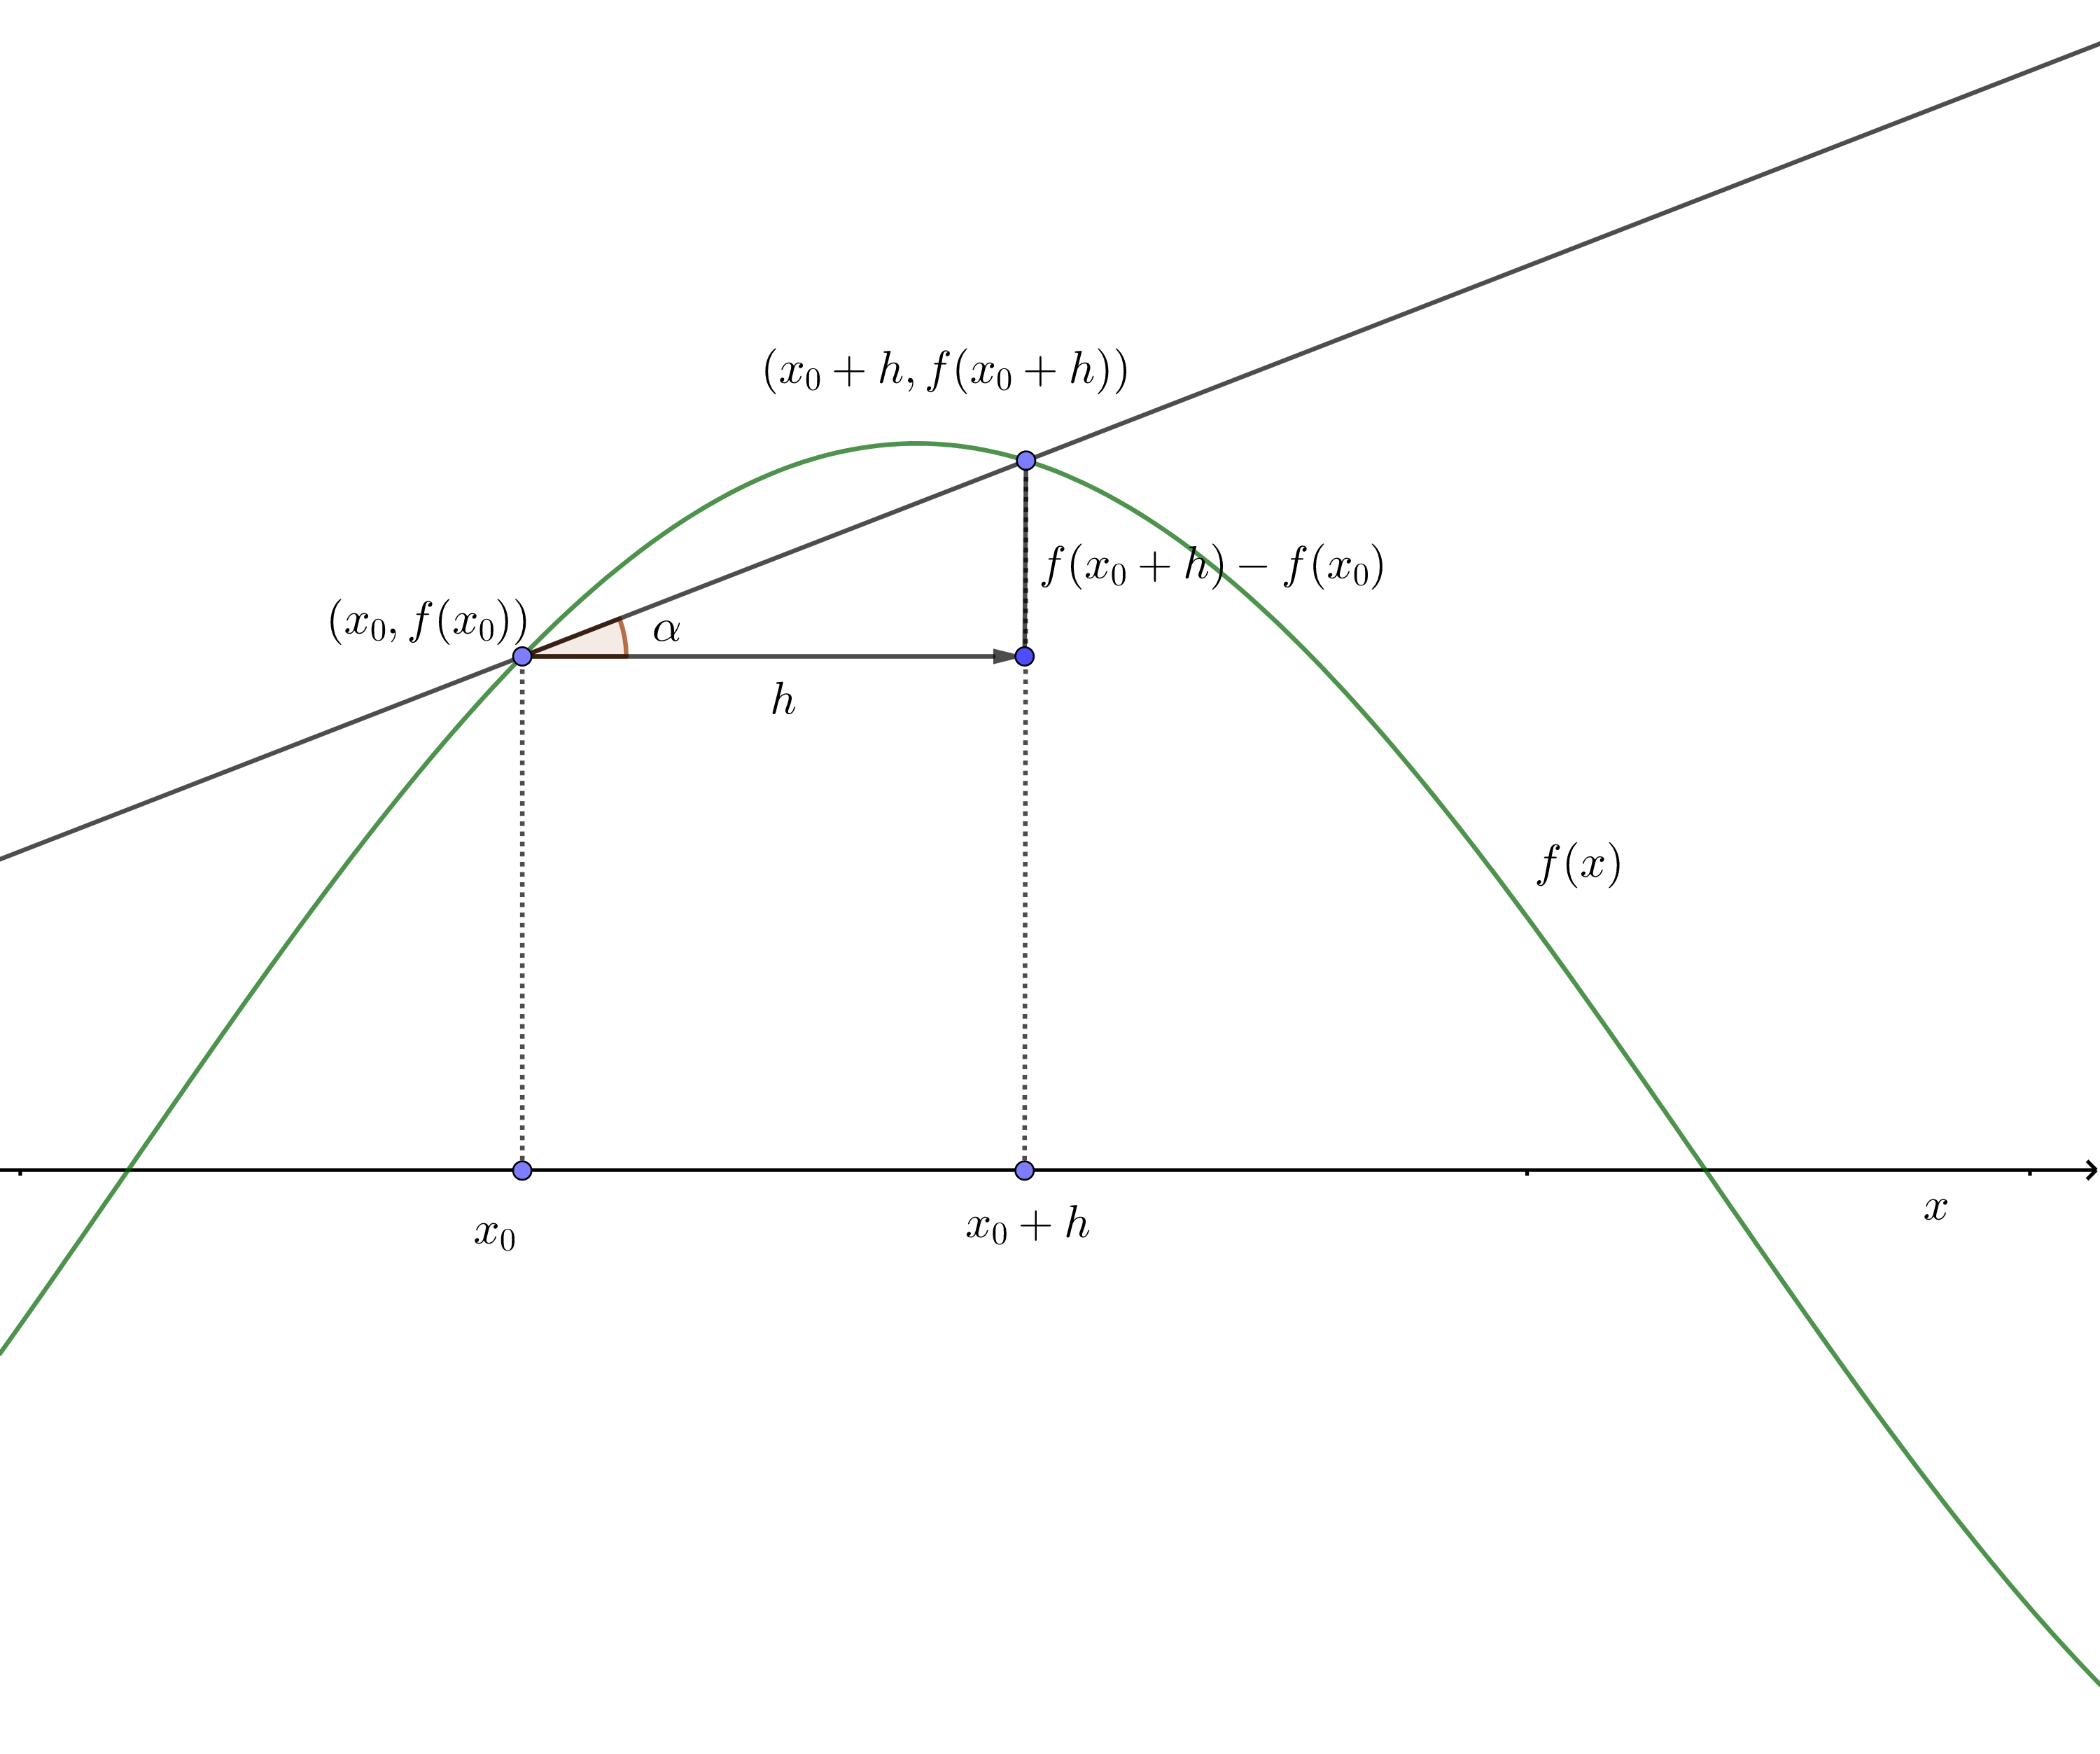 (x₀ + h, f(x₀ + h))
f(x₀ + h) − f(x₀)
(x₀, f(x₀))
α
h
f(x)
x₀
x₀ + h
x